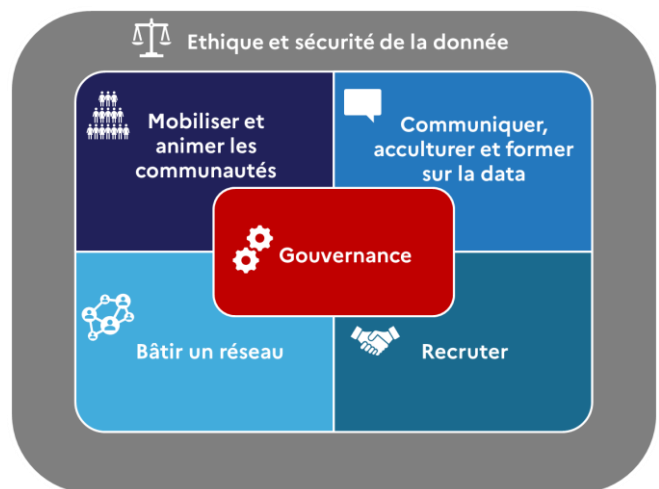 Ethique et sécurité de la donnée
Mobiliser et
animer les
communautés
Communiquer,
acculturer et former
sur la data
Gouvernance
Bâtir un réseau
Recruter